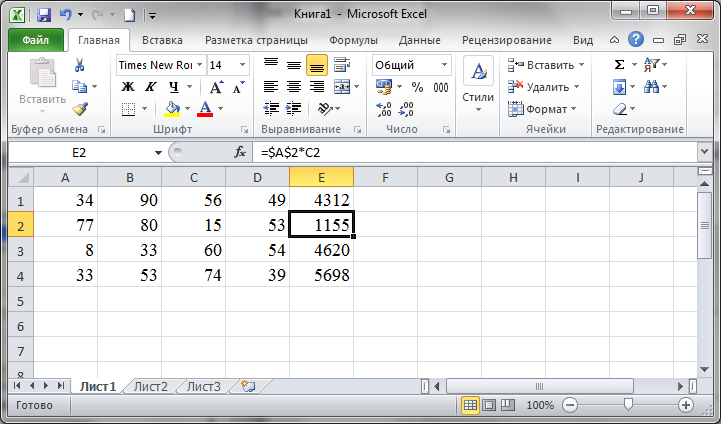 Книга1 - Microsoft Excel
Файл Главная Вставка Разметка страницы Формулы Данные Рецензирование Вид
Вставить
Буфер обмена
Times New Ro 14
Ж К Ч
А А
Шрифт
Выравнивание
Общий
% 000
Число
Стили
Вставить
Удалить
Формат
Ячейки
Σ
Редактирование
E2 fx =$A$2*C2
A B C D E F G H I J
1 34 90 56 49 4312
2 77 80 15 53 1155
3 8 33 60 54 4620
4 33 53 74 39 5698
5
6
7
8
Лист1 Лист2 Лист3
Готово 100%